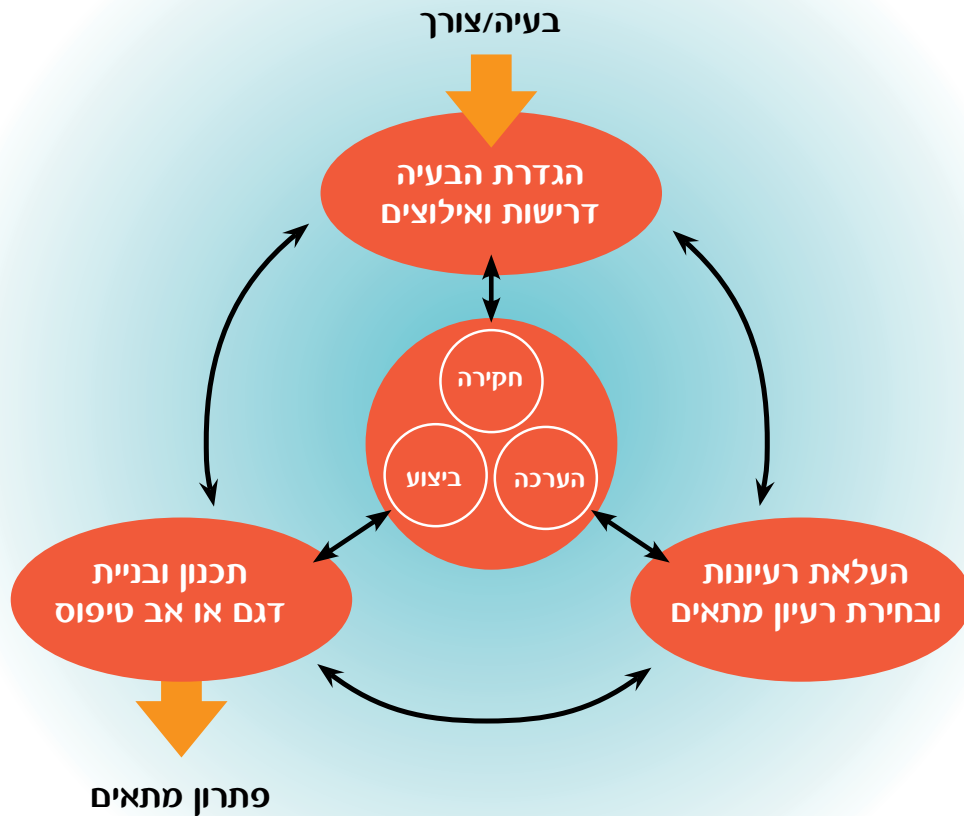 בעיה/צורך
הגדרת הבעיה
דרישות ואילוצים
חקירה
הערכה
ביצוע
העלאת רעיונות
ובחירת רעיון מתאים
תכנון ובניית
דגם או אב טיפוס
פתרון מתאים